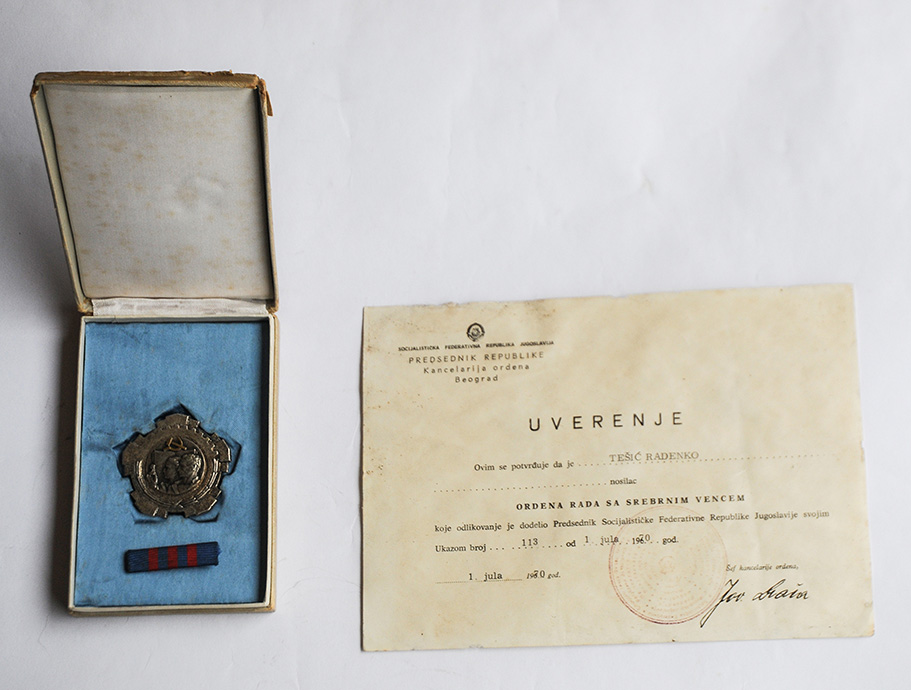 SOCIJALISTIČKA FEDERATIVNA REPUBLIKA JUGOSLAVIJA
PREDSEDNIK REPUBLIKE
Kancelarija ordena
Beograd
UVERENJE
Ovim se potvrđuje da je TEŠIĆ RADENKO
nosilac
ORDENA RADA SA SREBRNIM VENCEM
koje odlikovanje je dodelio Predsednik Socijalističke Federativne Republike Jugoslavije svojim
Ukazom broj 113 od 1 jula 1970 god.
1 jula 1970 god.
Šef kancelarije ordena,